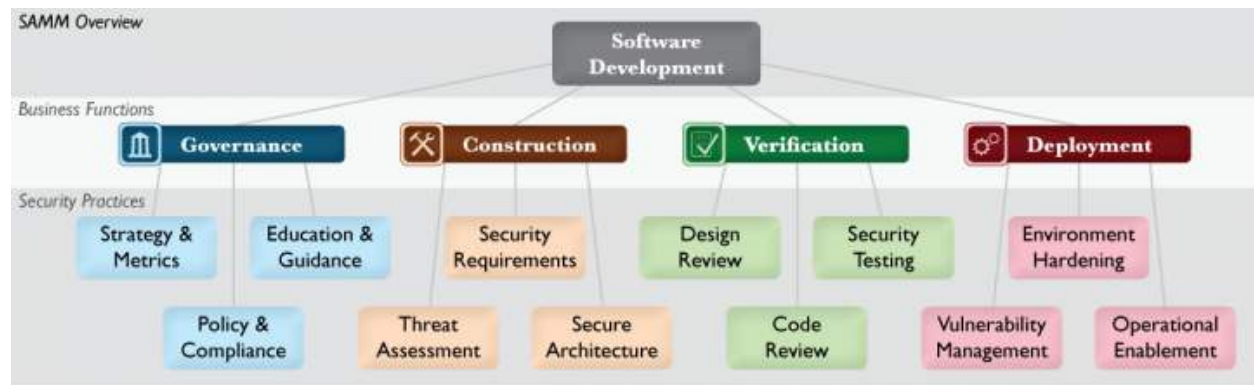 SAMM Overview
Software
Development
Business Functions
Governance
Construction
Verification
Deployment
Security Practices
Strategy &
Metrics
Education &
Guidance
Security
Requirements
Design
Review
Security
Testing
Environment
Hardening
Policy &
Compliance
Threat
Assessment
Secure
Architecture
Code
Review
Vulnerability
Management
Operational
Enablement